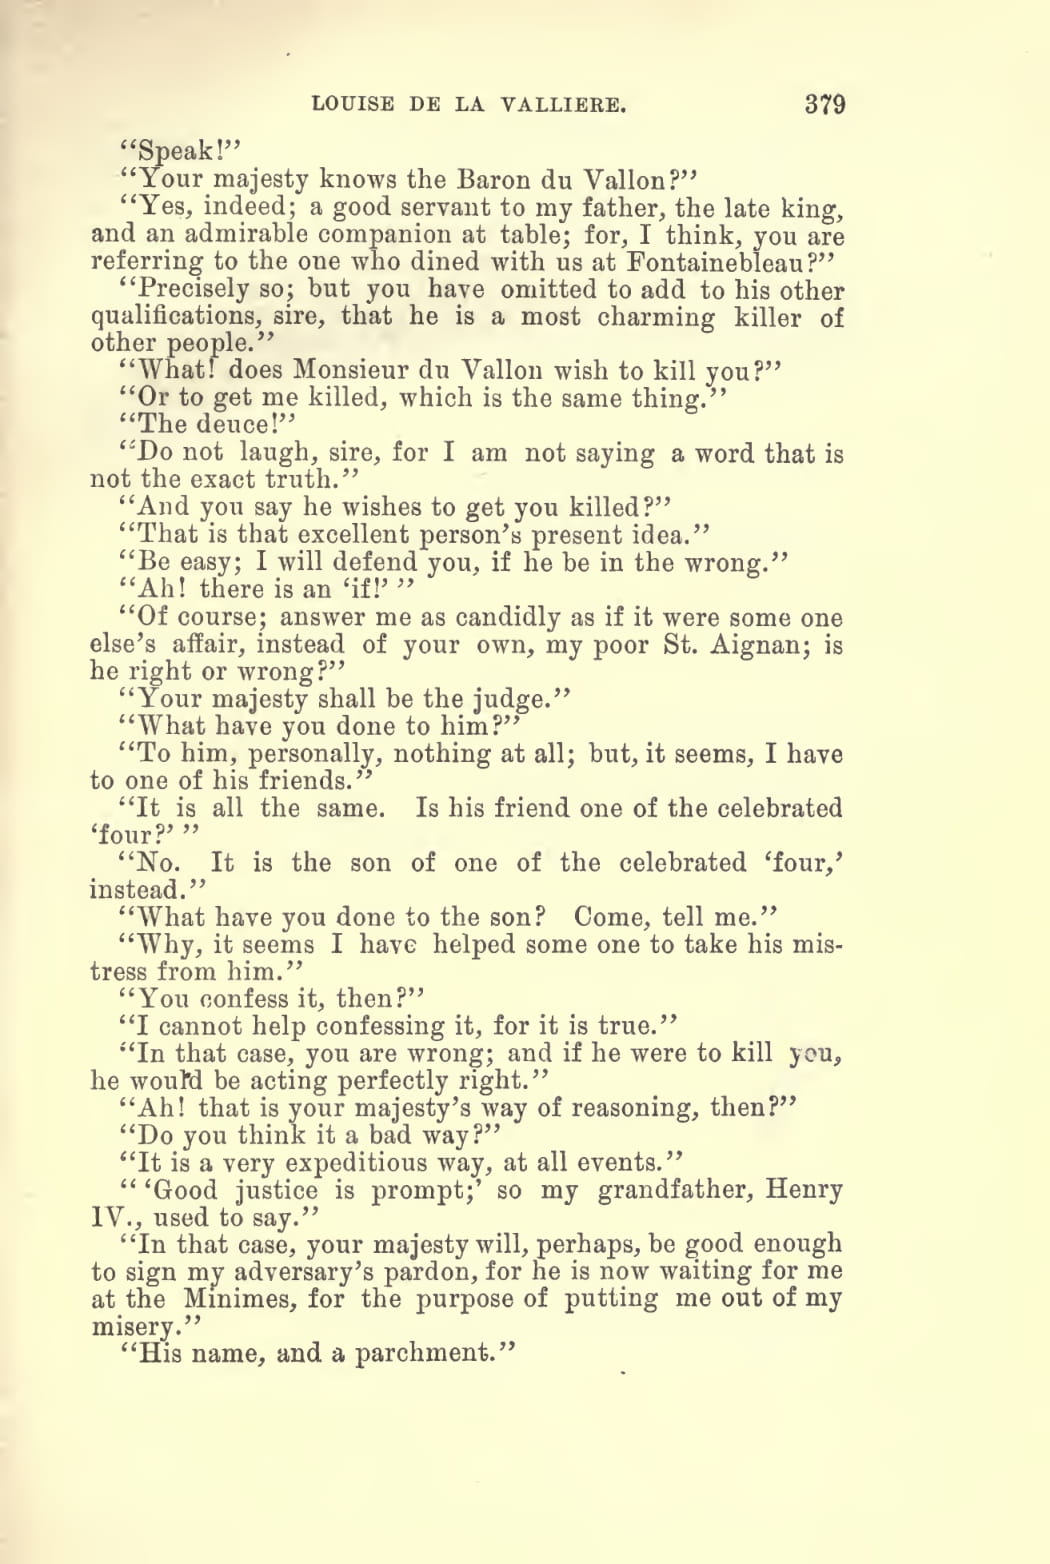 LOUISE DE LA VALLIERE. 379
“Speak!”
“Your majesty knows the Baron du Vallon?”
“Yes, indeed; a good servant to my father, the late king,
and an admirable companion at table; for, I think, you are
referring to the one who dined with us at Fontainebleau?”
“Precisely so; but you have omitted to add to his other
qualifications, sire, that he is a most charming killer of
other people.”
“What! does Monsieur du Vallon wish to kill you?”
“Or to get me killed, which is the same thing.”
“The deuce!”
“Do not laugh, sire, for I am not saying a word that is
not the exact truth.”
“And you say he wishes to get you killed?”
“That is that excellent person’s present idea.”
“Be easy; I will defend you, if he be in the wrong.”
“Ah! there is an ‘if!’ ”
“Of course; answer me as candidly as if it were some one
else’s affair, instead of your own, my poor St. Aignan; is
he right or wrong?”
“Your majesty shall be the judge.”
“What have you done to him?”
“To him, personally, nothing at all; but, it seems, I have
to one of his friends.”
“It is all the same. Is his friend one of the celebrated
‘four?’ ”
“No. It is the son of one of the celebrated ‘four,’
instead.”
“What have you done to the son? Come, tell me.”
“Why, it seems I have helped some one to take his mis-
tress from him.”
“You confess it, then?”
“I cannot help confessing it, for it is true.”
“In that case, you are wrong; and if he were to kill you,
he would be acting perfectly right.”
“Ah! that is your majesty’s way of reasoning, then?”
“Do you think it a bad way?”
“It is a very expeditious way, at all events.”
“ ‘Good justice is prompt;’ so my grandfather, Henry
IV., used to say.”
“In that case, your majesty will, perhaps, be good enough
to sign my adversary’s pardon, for he is now waiting for me
at the Minimes, for the purpose of putting me out of my
misery.”
“His name, and a parchment.”